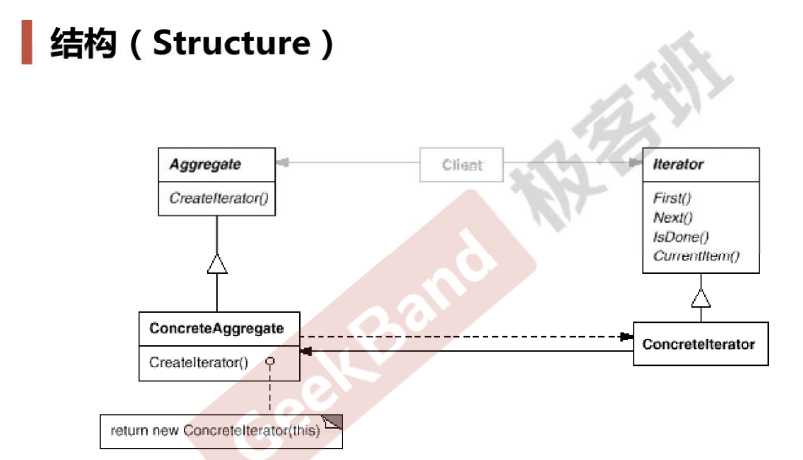 结构（Structure）
Aggregate
CreateIterator()
Client
Iterator
First()
Next()
IsDone()
CurrentItem()
ConcreteAggregate
CreateIterator()
ConcreteIterator
return new ConcreteIterator(this)
GeekBand 极客班